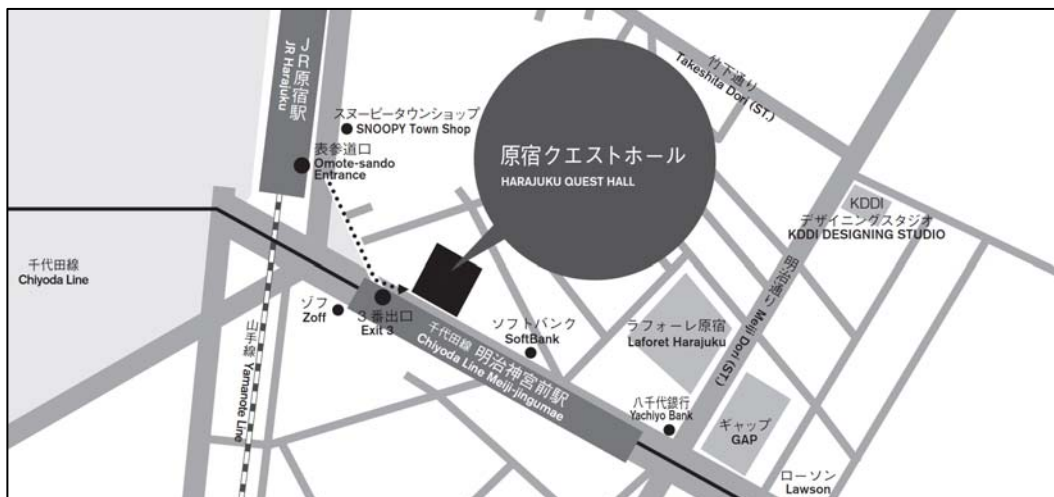 JR原宿駅
JR Harajuku
竹下通り
Takeshita Dori (ST.)
スヌーピータウンショップ
SNOOPY Town Shop
表参道口
Omote-sando
Entrance
原宿クエストホール
HARAJUKU QUEST HALL
KDDI
デザイニングスタジオ
KDDI DESIGNING STUDIO
千代田線
Chiyoda Line
ゾフ
Zoff
3番出口
Exit 3
ソフトバンク
SoftBank
ラフォーレ原宿
Laforet Harajuku
明治通り Meiji Dori (ST.)
山手線 Yamanote Line
千代田線 明治神宮前駅
Chiyoda Line Meiji-jingumae
八千代銀行
Yachiyo Bank
ギャップ
GAP
ローソン
Lawson